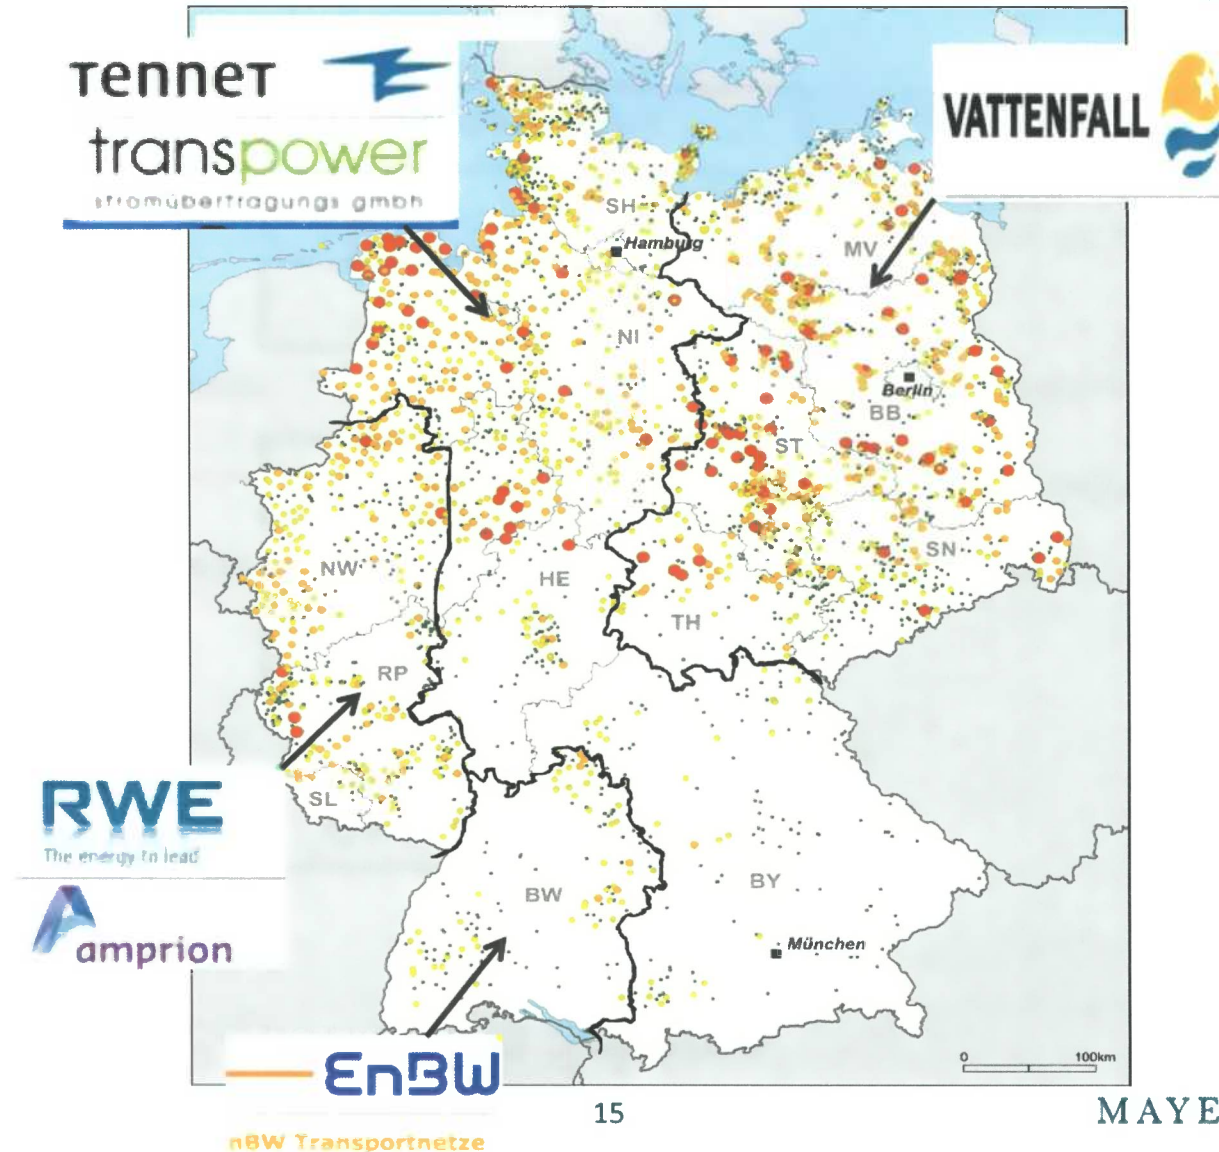 TenneT
transpower
stromübertragungs gmbh
VATTENFALL
SH
Hamburg
MV
NI
Berlin
BB
ST
NW
HE
SN
TH
RP
RWE
The energy to lead
SL
amprion
BW
BY
München
0 100km
EnBW
nBW Transportnetze
15
MAYE